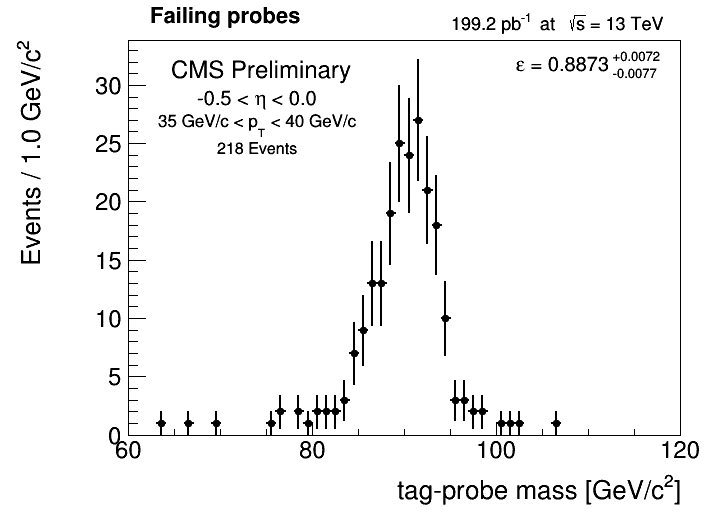 Failing probes
199.2 pb⁻¹ at √s = 13 TeV
CMS Preliminary
ε = 0.8873 +0.0072 -0.0077
-0.5 < η < 0.0
35 GeV/c < p_T < 40 GeV/c
218 Events
Events / 1.0 GeV/c²
30
25
20
15
10
5
0
60 80 100 120
tag-probe mass [GeV/c²]